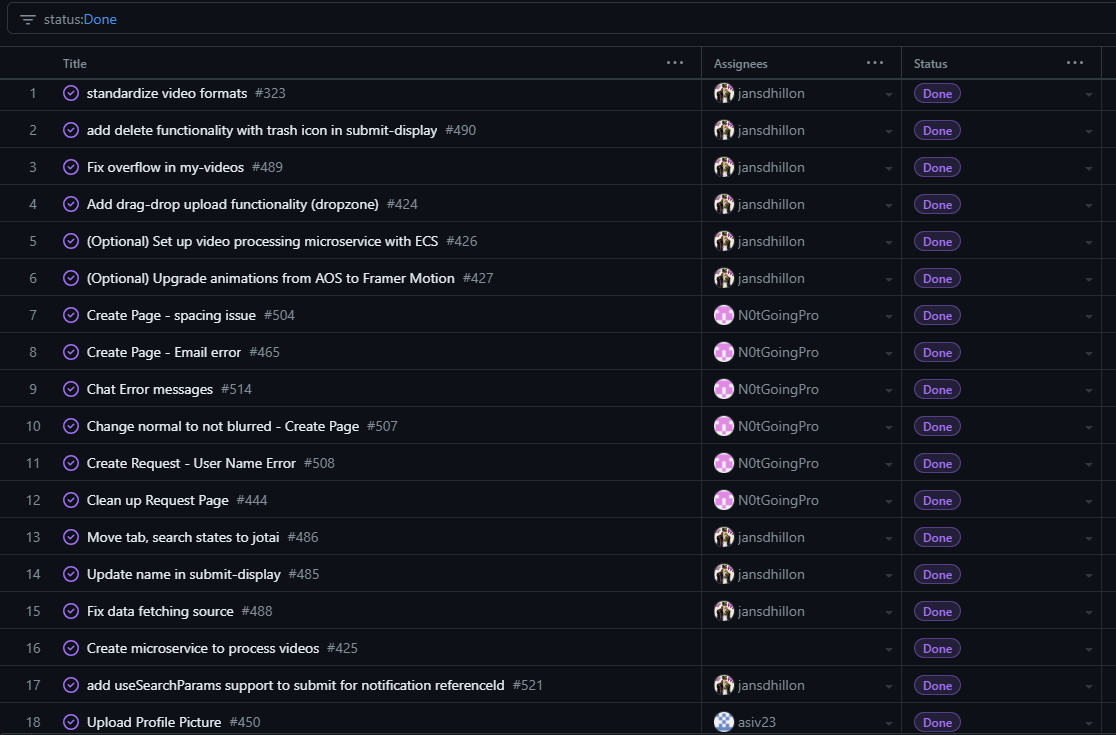 status:Done
Title ... Assignees ... Status ...
1 standardize video formats #323 jansdhillon Done
2 add delete functionality with trash icon in submit-display #490 jansdhillon Done
3 Fix overflow in my-videos #489 jansdhillon Done
4 Add drag-drop upload functionality (dropzone) #424 jansdhillon Done
5 (Optional) Set up video processing microservice with ECS #426 jansdhillon Done
6 (Optional) Upgrade animations from AOS to Framer Motion #427 jansdhillon Done
7 Create Page - spacing issue #504 N0tGoingPro Done
8 Create Page - Email error #465 N0tGoingPro Done
9 Chat Error messages #514 N0tGoingPro Done
10 Change normal to not blurred - Create Page #507 N0tGoingPro Done
11 Create Request - User Name Error #508 N0tGoingPro Done
12 Clean up Request Page #444 N0tGoingPro Done
13 Move tab, search states to jotai #486 jansdhillon Done
14 Update name in submit-display #485 jansdhillon Done
15 Fix data fetching source #488 jansdhillon Done
16 Create microservice to process videos #425 Done
17 add useSearchParams support to submit for notification referenceId #521 jansdhillon Done
18 Upload Profile Picture #450 asiv23 Done